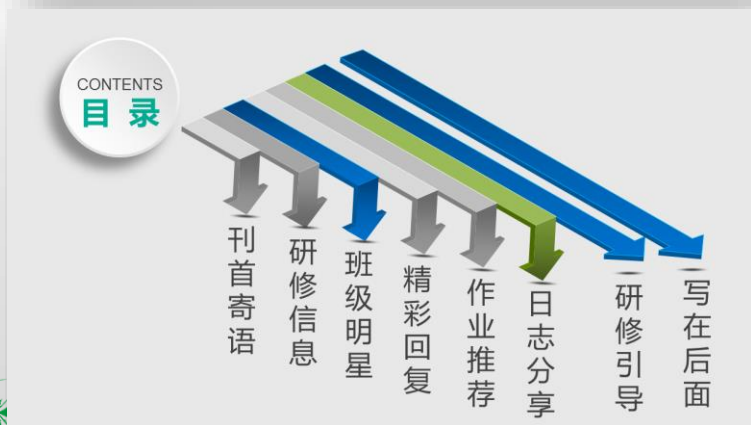 CONTENTS
目录
刊首寄语
研修信息
班级明星
精彩回复
作业推荐
日志分享
研修引导
写在后面